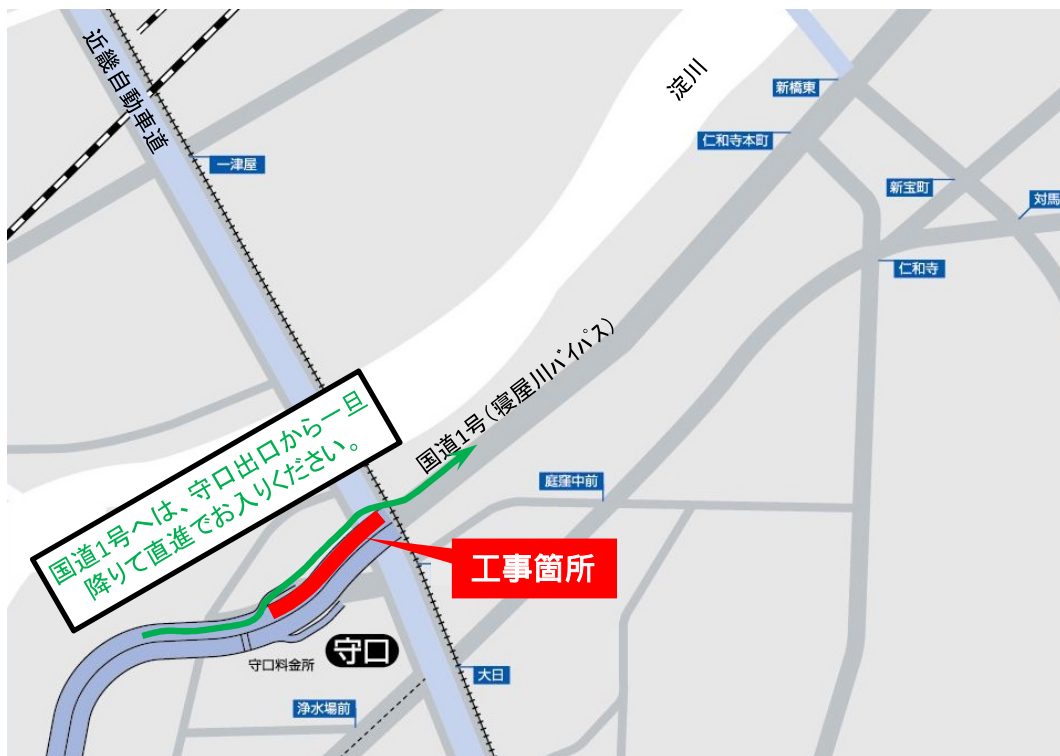 近畿自動車道
淀川
新橋東
仁和寺本町
一津屋
新宝町
対馬
仁和寺
国道1号(寝屋川バイパス)
国道1号へは、守口出口から一旦
降りて直進でお入りください。
庭窪中前
工事箇所
守口
守口料金所
大日
浄水場前